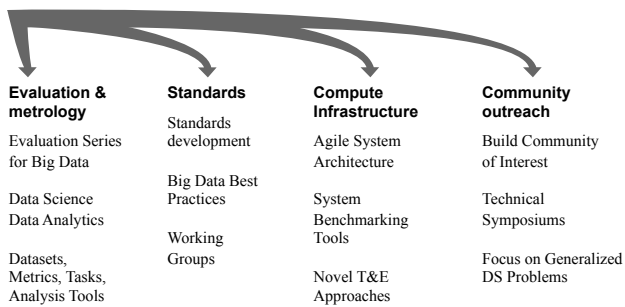 Evaluation &
metrology
Evaluation Series
for Big Data
Data Science
Data Analytics
Datasets,
Metrics, Tasks,
Analysis Tools
Standards
Standards
development
Big Data Best
Practices
Working
Groups
Compute
Infrastructure
Agile System
Architecture
System
Benchmarking
Tools
Novel T&E
Approaches
Community
outreach
Build Community
of Interest
Technical
Symposiums
Focus on Generalized
DS Problems